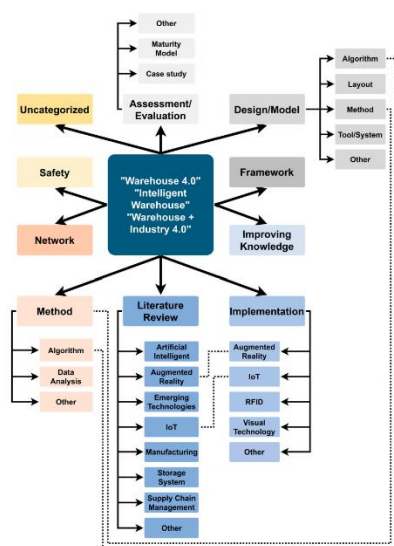 Other
Maturity
Model
Case study
Assessment/
Evaluation
Uncategorized
Design/Model
Algorithm
Layout
Method
Tool/System
Other
Safety
Network
"Warehouse 4.0"
"Intelligent
Warehouse"
"Warehouse +
Industry 4.0"
Framework
Improving
Knowledge
Method
Algorithm
Data
Analysis
Other
Literature
Review
Artificial
Intelligent
Augmented
Reality
Emerging
Technologies
IoT
Manufacturing
Storage
System
Supply Chain
Management
Other
Implementation
Augmented
Reality
IoT
RFID
Visual
Technology
Other